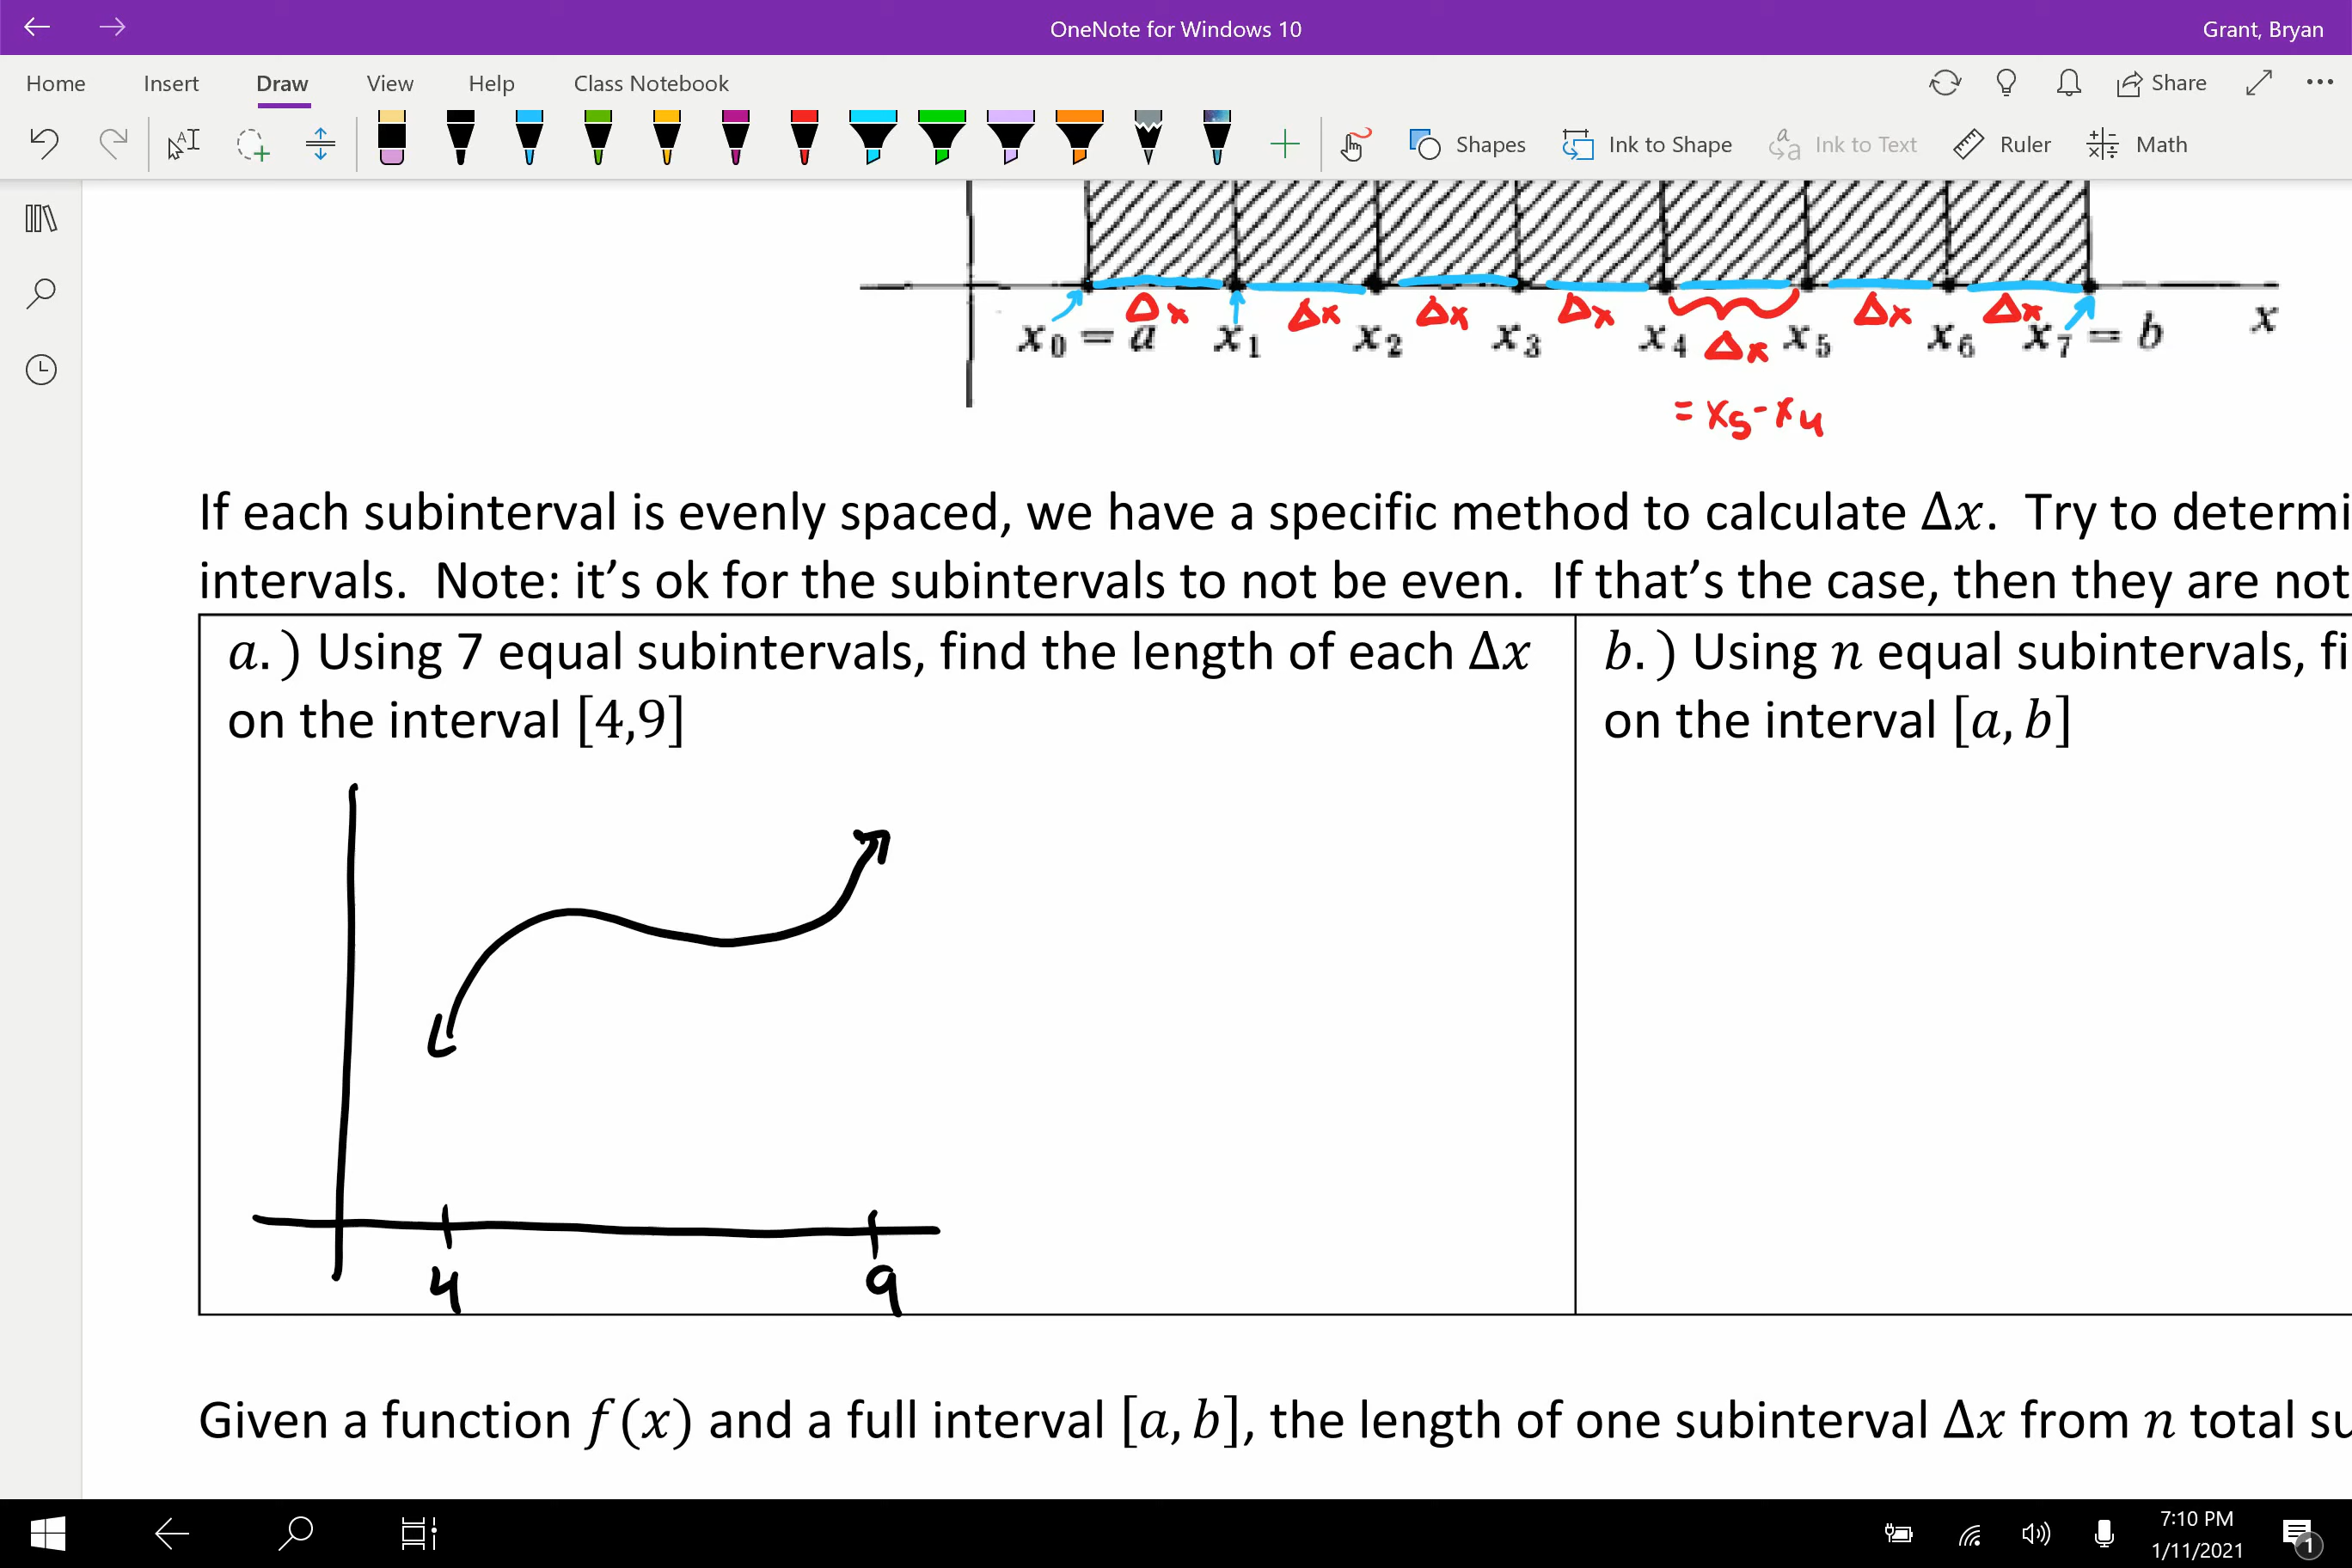 OneNote for Windows 10
Grant, Bryan
Home Insert Draw View Help Class Notebook Share
Shapes Ink to Shape Ink to Text Ruler Math
Δx Δx Δx Δx Δx Δx
x₀ = a x₁ x₂ x₃ x₄ Δx x₅ x₆ x₇ = b x
= x₅ - x₄
If each subinterval is evenly spaced, we have a specific method to calculate Δx. Try to determi
intervals. Note: it's ok for the subintervals to not be even. If that's the case, then they are not
a.) Using 7 equal subintervals, find the length of each Δx
on the interval [4,9]
b.) Using n equal subintervals, fi
on the interval [a, b]
4 9
Given a function f(x) and a full interval [a, b], the length of one subinterval Δx from n total su
7:10 PM
1/11/2021
1